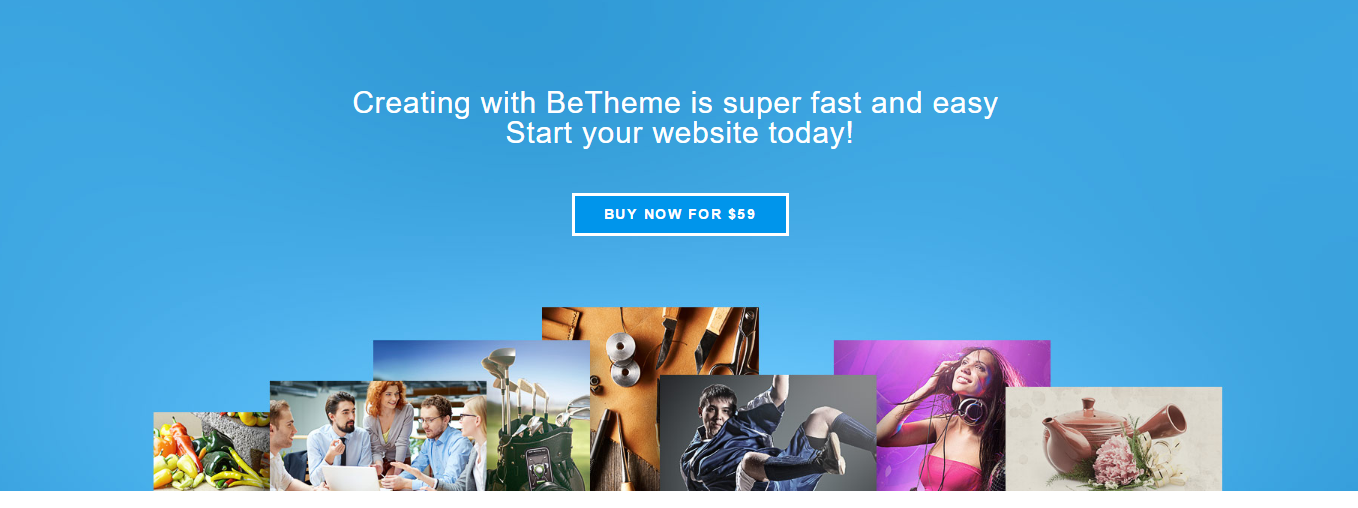 Creating with BeTheme is super fast and easy
Start your website today!
BUY NOW FOR $59